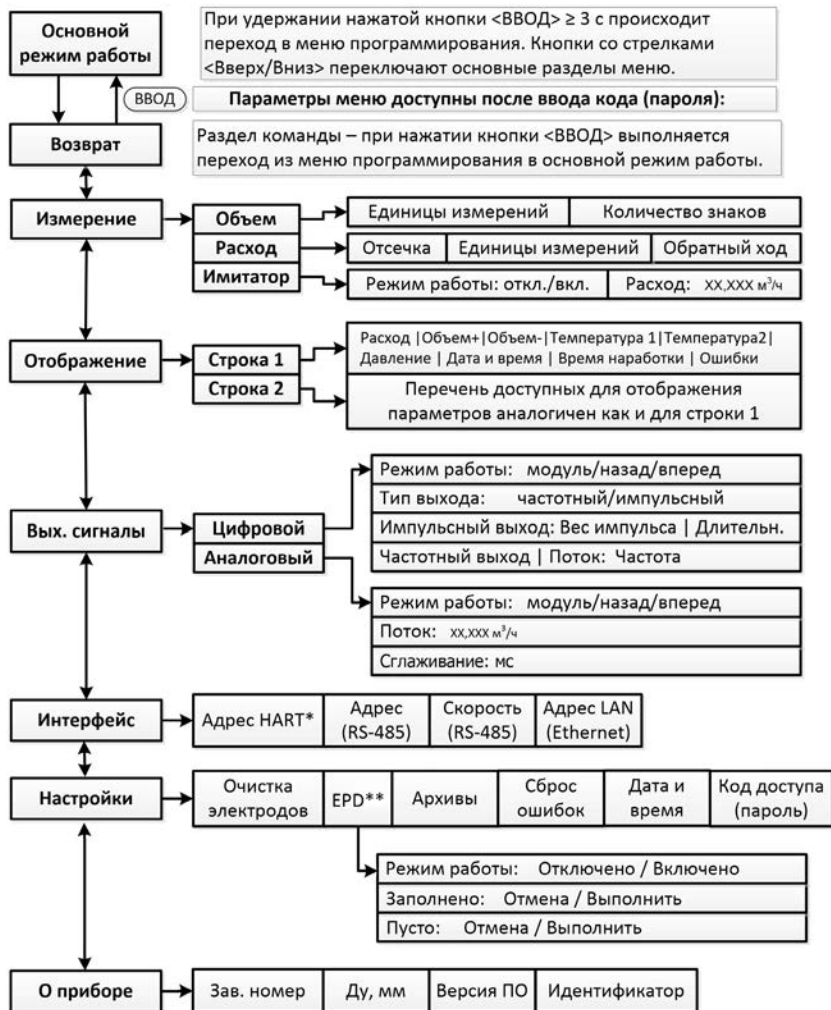 Основной
режим работы
При удержании нажатой кнопки <ВВОД> ≥ 3 с происходит
переход в меню программирования. Кнопки со стрелками
<Вверх/Вниз> переключают основные разделы меню.
ВВОД
Параметры меню доступны после ввода кода (пароля):
Возврат
Раздел команды – при нажатии кнопки <ВВОД> выполняется
переход из меню программирования в основной режим работы.
Измерение
Объем
Единицы измерений
Количество знаков
Расход
Отсечка
Единицы измерений
Обратный ход
Имитатор
Режим работы: откл./вкл.
Расход: XX,XXX м³/ч
Отображение
Строка 1
Расход |Объем+|Объем-|Температура 1|Температура2|
Давление | Дата и время | Время наработки | Ошибки
Строка 2
Перечень доступных для отображения
параметров аналогичен как и для строки 1
Вых. сигналы
Цифровой
Режим работы: модуль/назад/вперед
Тип выхода: частотный/импульсный
Импульсный выход: Вес импульса | Длительн.
Частотный выход | Поток: Частота
Аналоговый
Режим работы: модуль/назад/вперед
Поток: XX,XXX м³/ч
Сглаживание: мс
Интерфейс
Адрес HART*
Адрес
(RS-485)
Скорость
(RS-485)
Адрес LAN
(Ethernet)
Настройки
Очистка
электродов
EPD**
Архивы
Сброс
ошибок
Дата и
время
Код доступа
(пароль)
Режим работы: Отключено / Включено
Заполнено: Отмена / Выполнить
Пусто: Отмена / Выполнить
О приборе
Зав. номер
Ду, мм
Версия ПО
Идентификатор